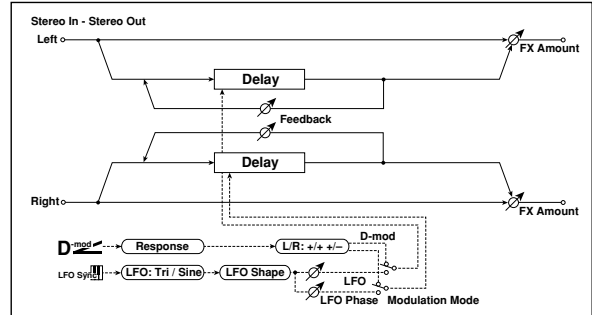 Stereo In - Stereo Out
Left
FX Amount
Delay
Feedback
Delay
Right
FX Amount
D-mod
D-mod
Response
L/R: +/+ +/–
LFO Sync
LFO: Tri / Sine
LFO Shape
LFO
LFO Phase
Modulation Mode